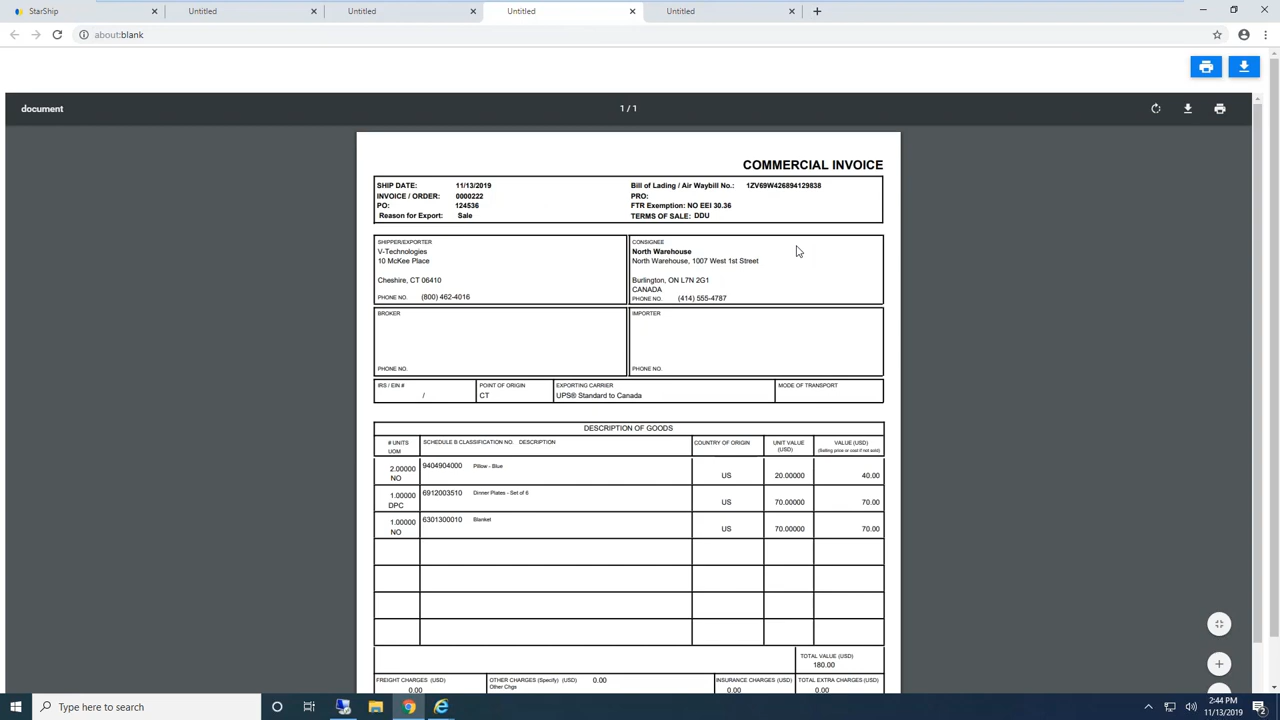 StarShip
Untitled
Untitled
Untitled
Untitled
about:blank
document
1 / 1
COMMERCIAL INVOICE
SHIP DATE: 11/13/2019
INVOICE / ORDER: 0000222
PO: 124536
Reason for Export: Sale
Bill of Lading / Air Waybill No.: 1ZV69W426894129838
PRO:
FTR Exemption: NO EEI 30.36
TERMS OF SALE: DDU
SHIPPER/EXPORTER
V-Technologies
10 McKee Place
Cheshire, CT 06410
PHONE NO. (800) 462-4016
CONSIGNEE
North Warehouse
North Warehouse, 1007 West 1st Street
Burlington, ON L7N 2G1
CANADA
PHONE NO. (414) 555-4787
BROKER
PHONE NO.
IMPORTER
PHONE NO.
IRS / EIN #
/
POINT OF ORIGIN
CT
EXPORTING CARRIER
UPS® Standard to Canada
MODE OF TRANSPORT
DESCRIPTION OF GOODS
# UNITS
UOM
SCHEDULE B CLASSIFICATION NO. DESCRIPTION
COUNTRY OF ORIGIN
UNIT VALUE
(USD)
VALUE (USD)
(Selling price or cost if not sold)
2.00000
NO
9404904000 Pillow - Blue
US
20.00000
40.00
1.00000
DPC
6912003510 Dinner Plates - Set of 6
US
70.00000
70.00
1.00000
NO
6301300010 Blanket
US
70.00000
70.00
TOTAL VALUE (USD)
180.00
FREIGHT CHARGES (USD)
0.00
OTHER CHARGES (Specify) (USD) 0.00
Other Chgs
INSURANCE CHARGES (USD)
0.00
TOTAL EXTRA CHARGES (USD)
0.00
Type here to search
2:44 PM
11/13/2019
2